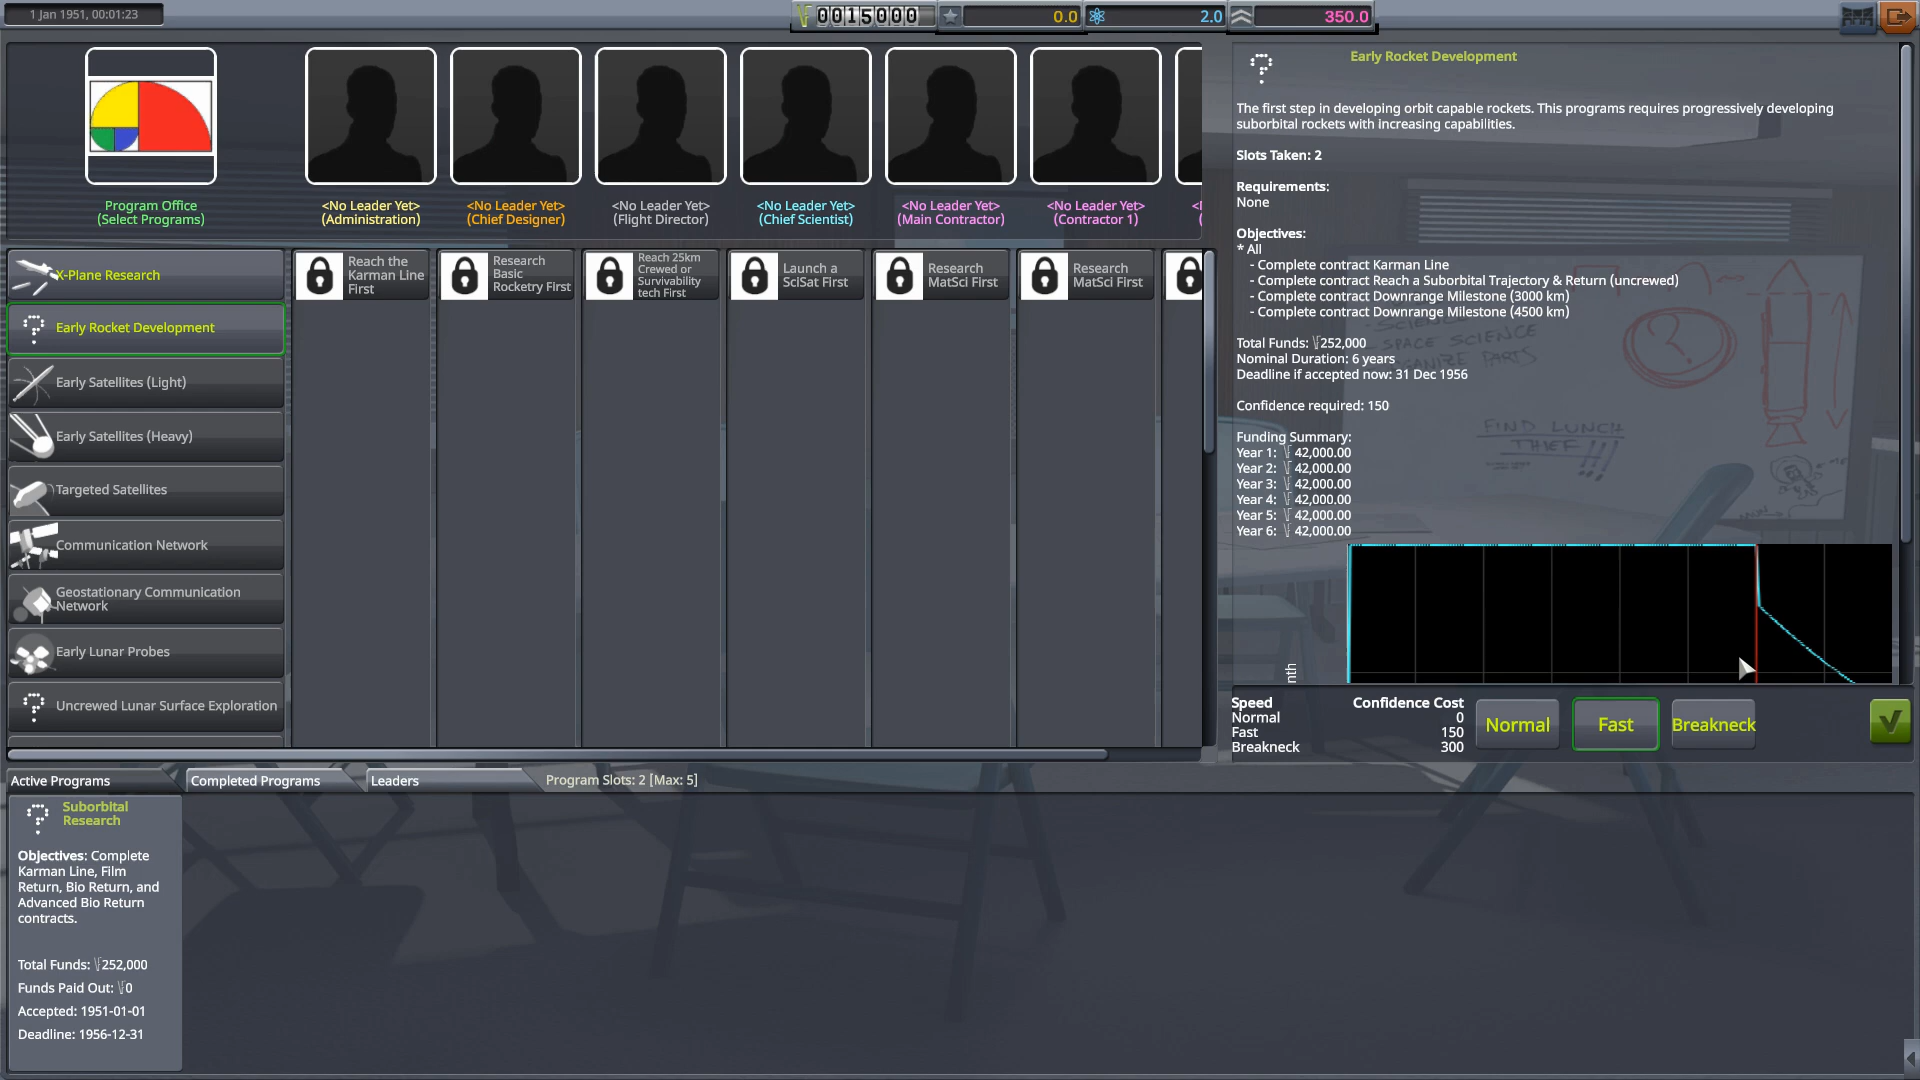 1 Jan 1951, 00:01:23
0015000
0.0
2.0
350.0
Program Office
(Select Programs)
<No Leader Yet>
(Administration)
<No Leader Yet>
(Chief Designer)
<No Leader Yet>
(Flight Director)
<No Leader Yet>
(Chief Scientist)
<No Leader Yet>
(Main Contractor)
<No Leader Yet>
(Contractor 1)
X-Plane Research
Early Rocket Development
Early Satellites (Light)
Early Satellites (Heavy)
Targeted Satellites
Communication Network
Geostationary Communication
Network
Early Lunar Probes
Uncrewed Lunar Surface Exploration
Reach the
Karman Line
First
Research
Basic
Rocketry First
Reach 25km
Crewed or
Survivability
tech First
Launch a
SciSat First
Research
MatSci First
Research
MatSci First
Early Rocket Development
The first step in developing orbit capable rockets. This programs requires progressively developing
suborbital rockets with increasing capabilities.
Slots Taken: 2
Requirements:
None
Objectives:
* All
- Complete contract Karman Line
- Complete contract Reach a Suborbital Trajectory & Return (uncrewed)
- Complete contract Downrange Milestone (3000 km)
- Complete contract Downrange Milestone (4500 km)
Total Funds: 252,000
Nominal Duration: 6 years
Deadline if accepted now: 31 Dec 1956
Confidence required: 150
Funding Summary:
Year 1: 42,000.00
Year 2: 42,000.00
Year 3: 42,000.00
Year 4: 42,000.00
Year 5: 42,000.00
Year 6: 42,000.00
SPACE SCIENCE
ORGANIZE PARTS
FIND LUNCH
THIEF!!!
nth
Speed
Confidence Cost
Normal
0
Fast
150
Breakneck
300
Normal
Fast
Breakneck
Active Programs
Completed Programs
Leaders
Program Slots: 2 [Max: 5]
Suborbital
Research
Objectives: Complete
Karman Line, Film
Return, Bio Return, and
Advanced Bio Return
contracts.
Total Funds: 252,000
Funds Paid Out: 0
Accepted: 1951-01-01
Deadline: 1956-12-31